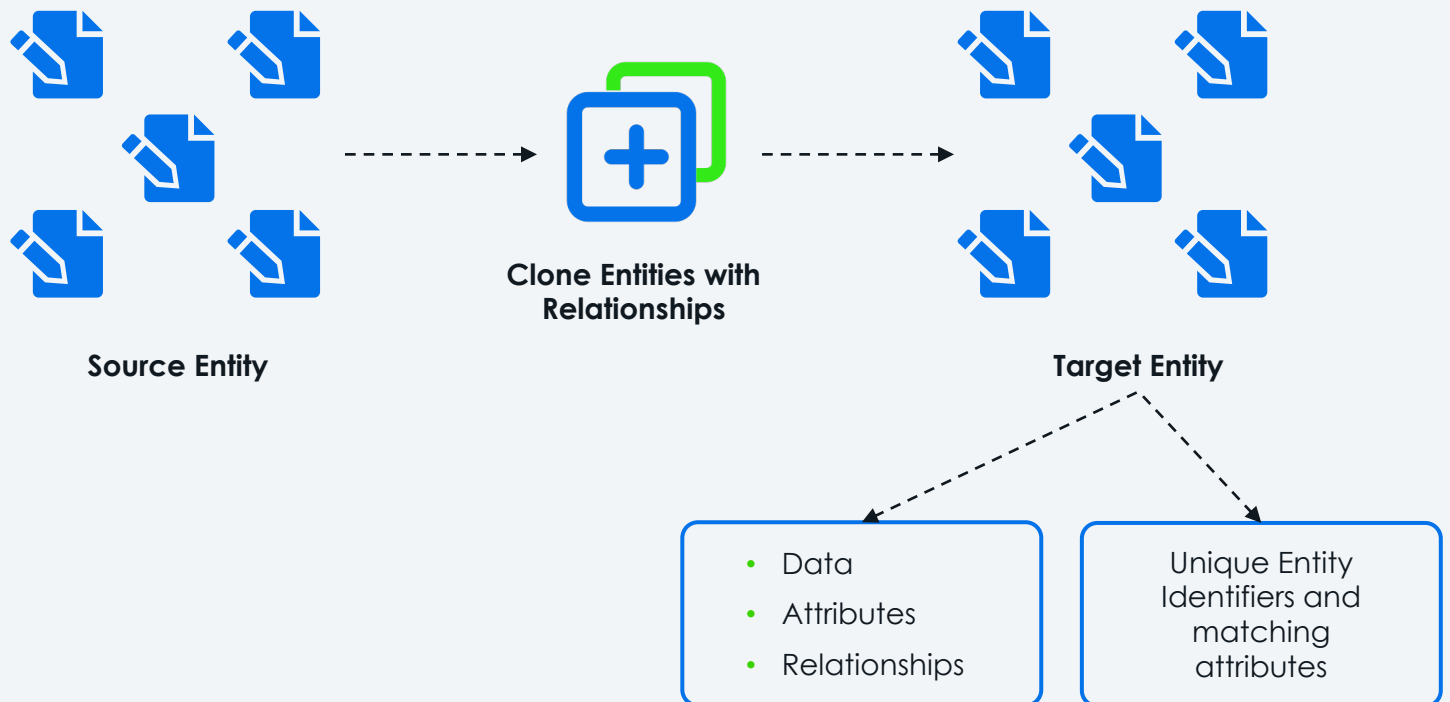 Clone Entities with
Relationships
Source Entity
Target Entity
• Data
• Attributes
• Relationships
Unique Entity
Identifiers and
matching
attributes